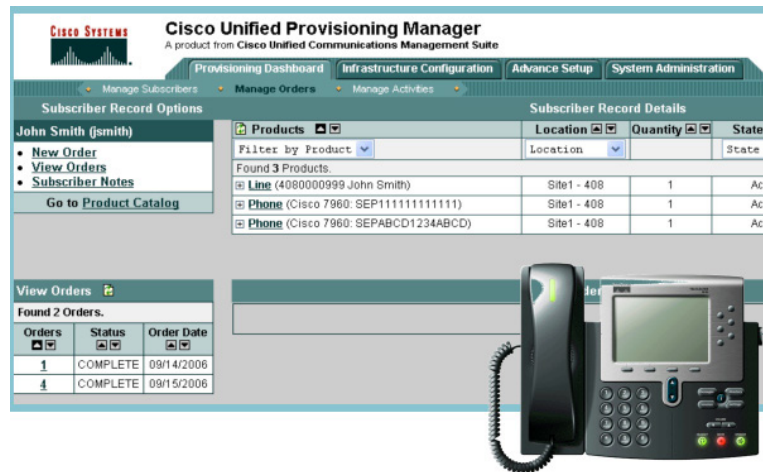 CISCO SYSTEMS
Cisco Unified Provisioning Manager
A product from Cisco Unified Communications Management Suite
Provisioning Dashboard Infrastructure Configuration Advance Setup System Administration
Manage Subscribers Manage Orders Manage Activities
Subscriber Record Options Subscriber Record Details
John Smith (jsmith)
New Order
View Orders
Subscriber Notes
Go to Product Catalog
Products Location Quantity State
Filter by Product Location State
Found 3 Products.
Line (4080000999 John Smith) Site1 - 408 1 Ac
Phone (Cisco 7960: SEP111111111111) Site1 - 408 1 Ac
Phone (Cisco 7960: SEPABCD1234ABCD) Site1 - 408 1 Ac
View Orders
Found 2 Orders.
Orders Status Order Date
1 COMPLETE 09/14/2006
4 COMPLETE 09/15/2006